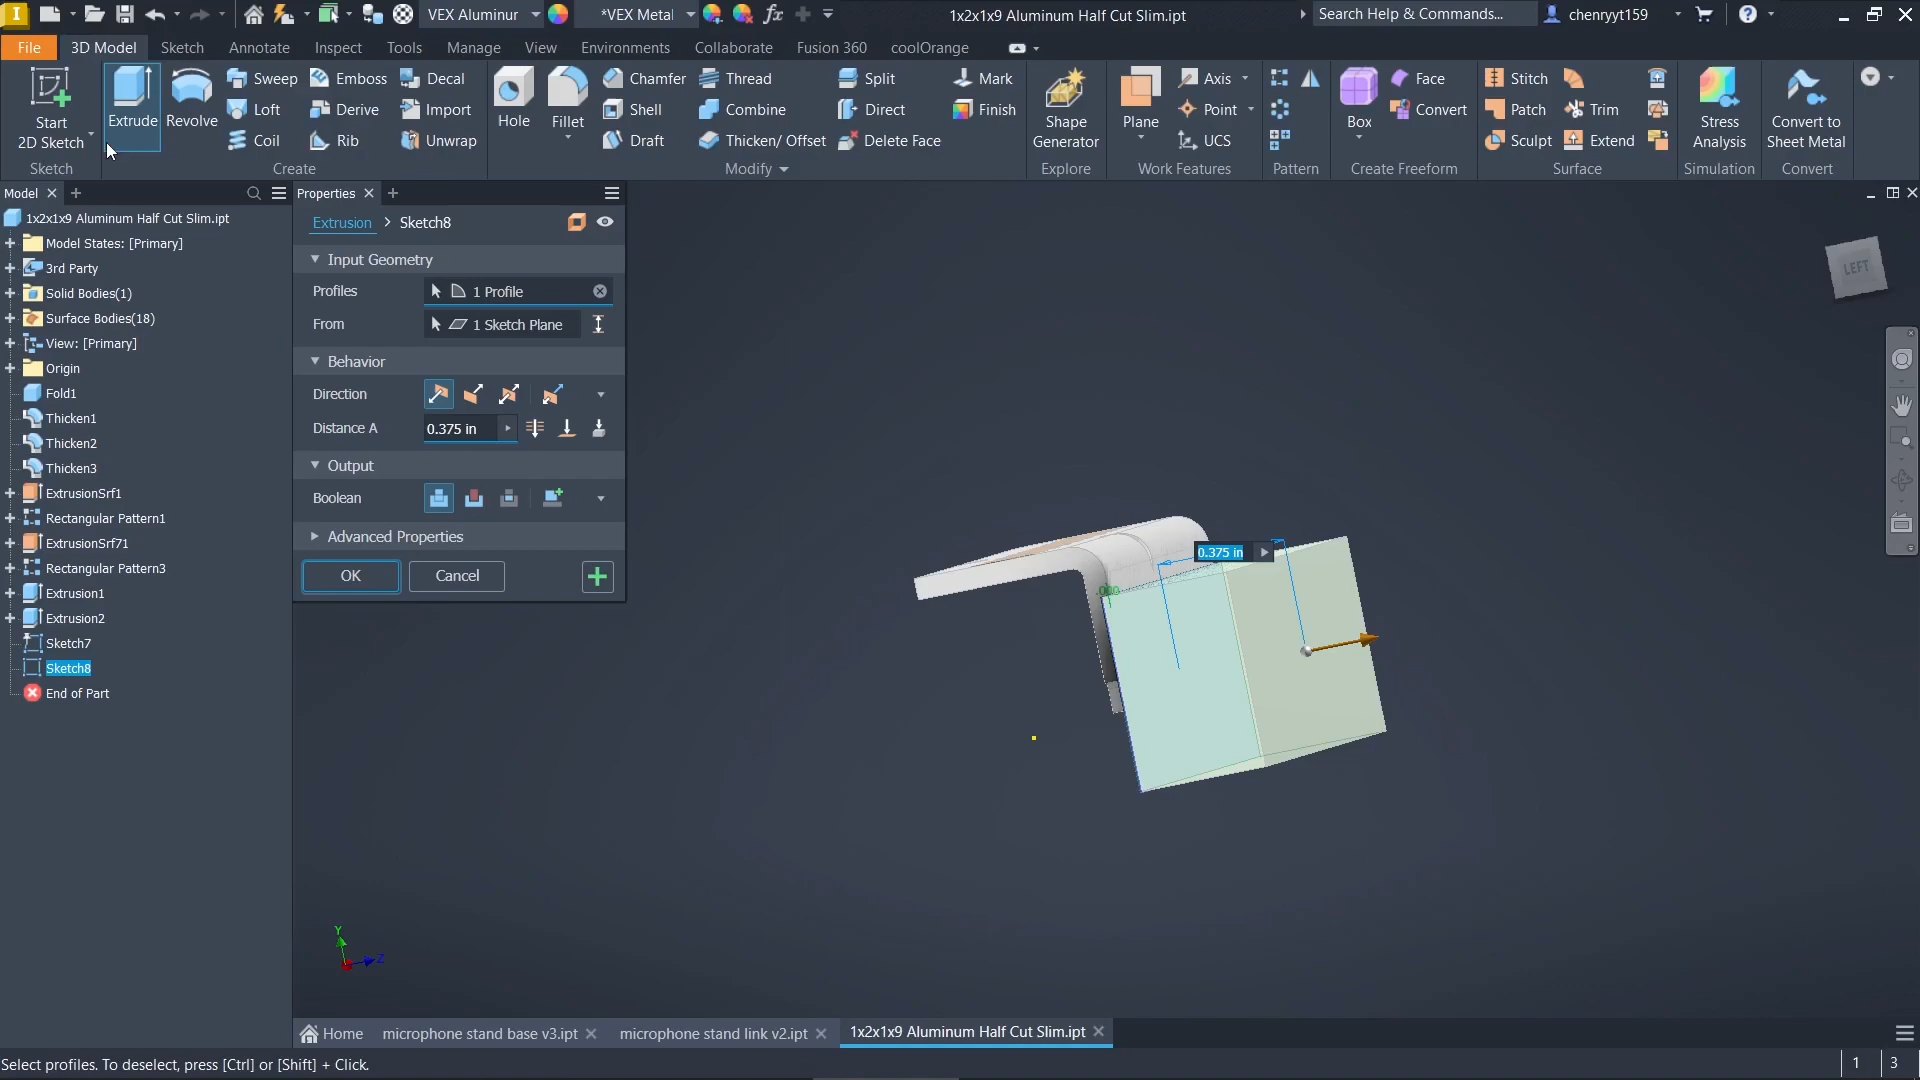 VEX Aluminur
*VEX Metal
fx
1x2x1x9 Aluminum Half Cut Slim.ipt
Search Help & Commands...
chenryyt159
File
3D Model
Sketch
Annotate
Inspect
Tools
Manage
View
Environments
Collaborate
Fusion 360
coolOrange
Start
2D Sketch
Extrude
Revolve
Sweep
Loft
Coil
Emboss
Derive
Rib
Decal
Import
Unwrap
Hole
Fillet
Chamfer
Shell
Draft
Thread
Combine
Thicken/ Offset
Split
Direct
Delete Face
Mark
Finish
Shape
Generator
Plane
Axis
Point
UCS
Box
Face
Convert
Stitch
Patch
Sculpt
Trim
Extend
Stress
Analysis
Convert to
Sheet Metal
Sketch
Create
Modify
Explore
Work Features
Pattern
Create Freeform
Surface
Simulation
Convert
Model
1x2x1x9 Aluminum Half Cut Slim.ipt
Model States: [Primary]
3rd Party
Solid Bodies(1)
Surface Bodies(18)
View: [Primary]
Origin
Fold1
Thicken1
Thicken2
Thicken3
ExtrusionSrf1
Rectangular Pattern1
ExtrusionSrf71
Rectangular Pattern3
Extrusion1
Extrusion2
Sketch7
Sketch8
End of Part
Properties
Extrusion > Sketch8
Input Geometry
Profiles
1 Profile
From
1 Sketch Plane
Behavior
Direction
Distance A
0.375 in
Output
Boolean
Advanced Properties
OK
Cancel
LEFT
0.375 in
.000
Y
Z
Home
microphone stand base v3.ipt
microphone stand link v2.ipt
1x2x1x9 Aluminum Half Cut Slim.ipt
Select profiles. To deselect, press [Ctrl] or [Shift] + Click.
1
3